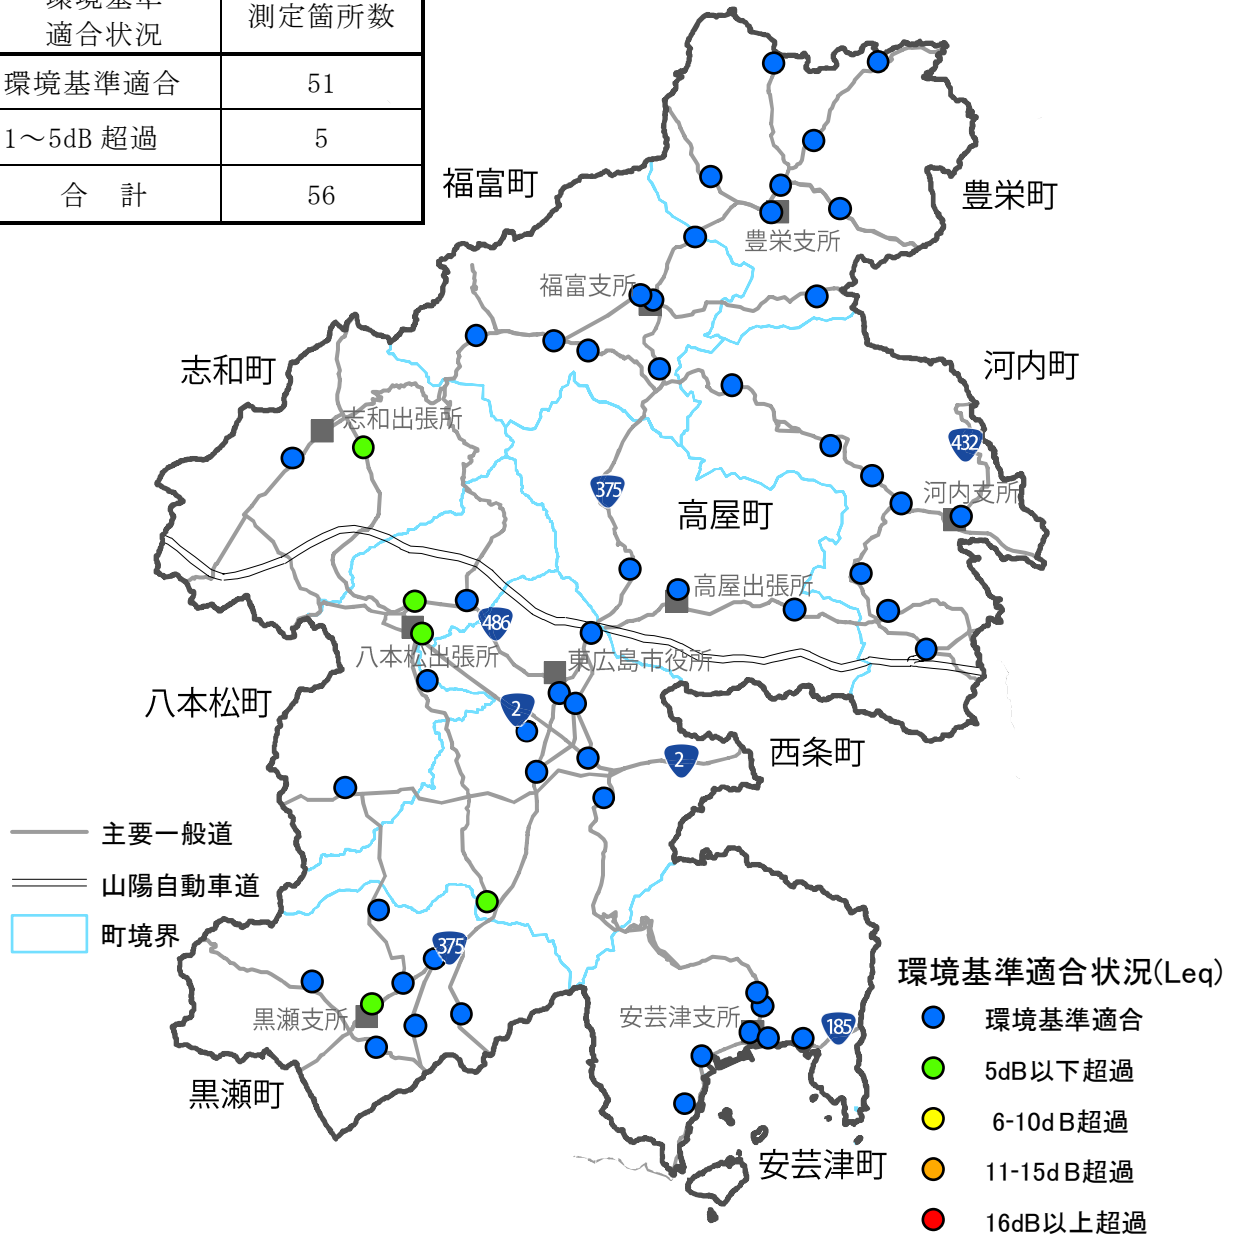 環境基準
適合状況
測定箇所数
環境基準適合
51
1～5dB 超過
5
合 計
56
福富町
豊栄町
豊栄支所
福富支所
志和町
河内町
志和出張所
432
375
河内支所
高屋町
高屋出張所
486
八本松出張所
東広島市役所
八本松町
2
西条町
2
主要一般道
山陽自動車道
町境界
375
環境基準適合状況(Leq)
黒瀬支所
安芸津支所
185
環境基準適合
5dB以下超過
黒瀬町
6-10dB超過
安芸津町
11-15dB超過
16dB以上超過